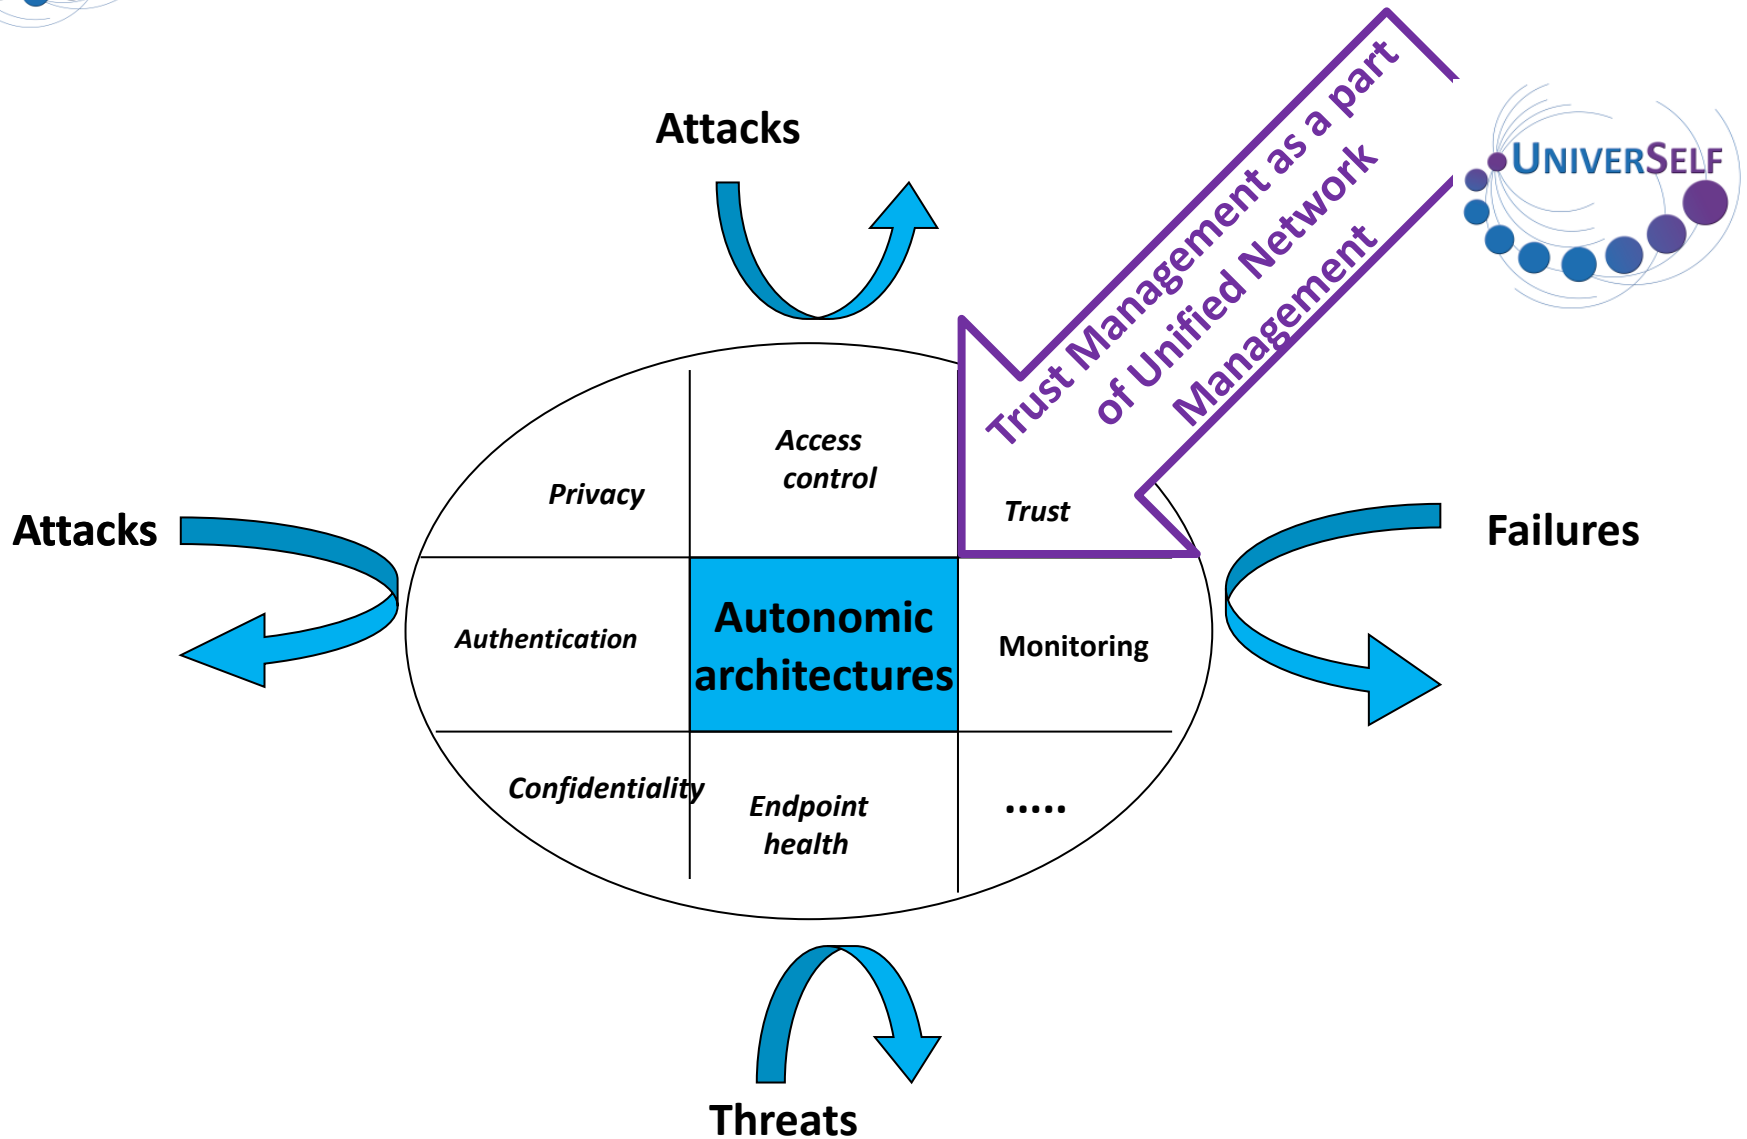 Attacks
Trust Management as a part
of Unified Network
Management
UNIVERSELF
Access
control
Privacy
Trust
Attacks
Failures
Autonomic
architectures
Authentication
Monitoring
Confidentiality
Endpoint
health
.....
Threats